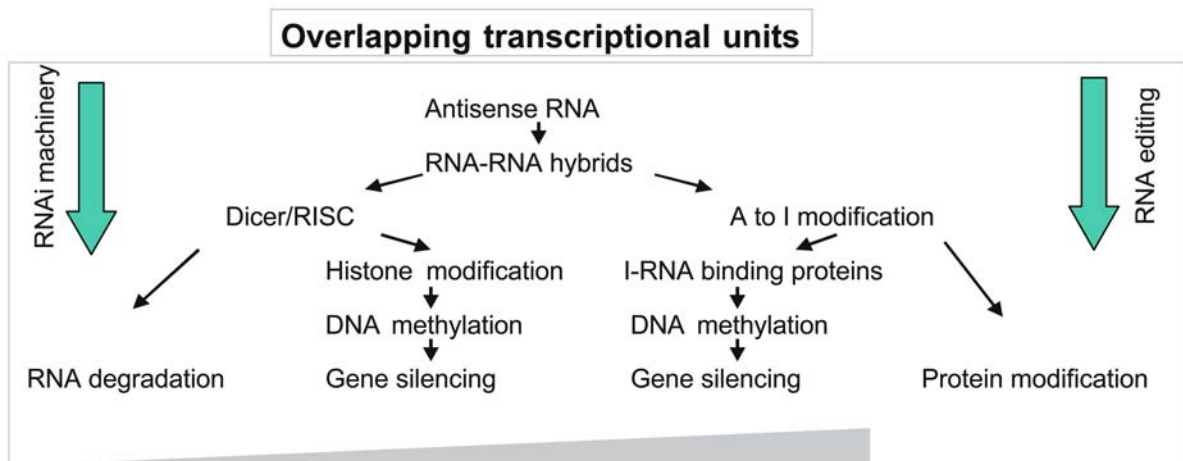 Overlapping transcriptional units
RNAi machinery
RNA editing
Antisense RNA
RNA-RNA hybrids
Dicer/RISC
A to I modification
Histone modification
I-RNA binding proteins
DNA methylation
DNA methylation
RNA degradation
Gene silencing
Gene silencing
Protein modification